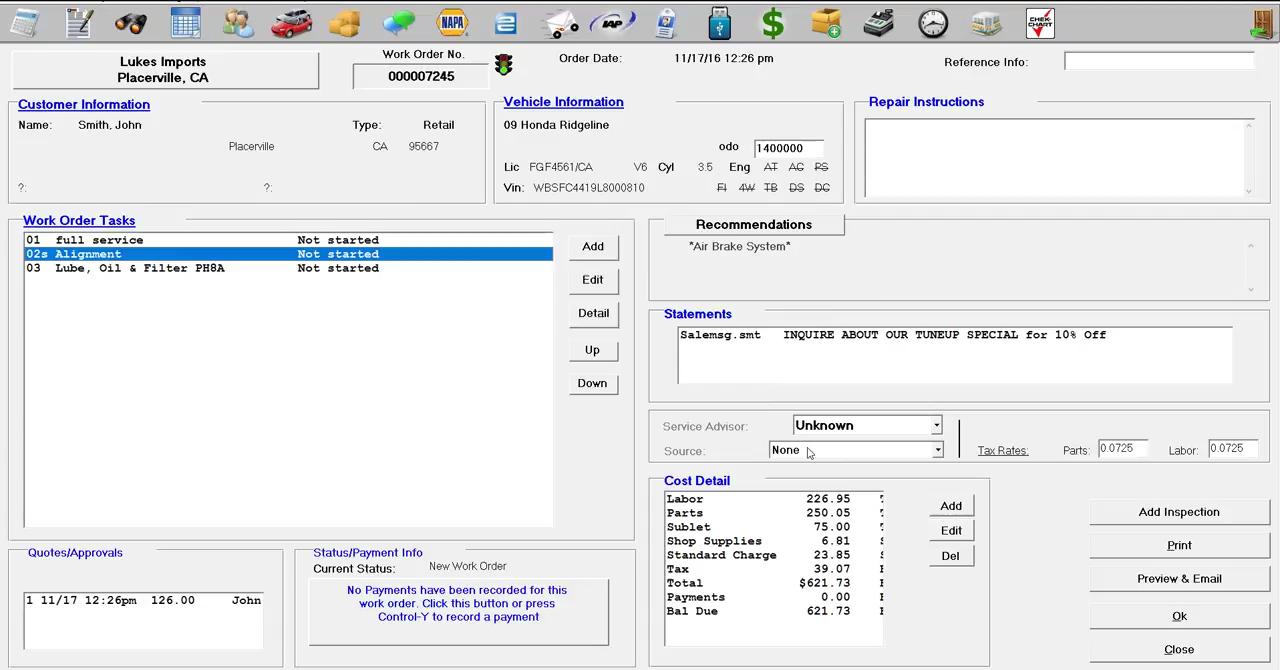 NAPA
IAP
CHEK-CHART
Lukes Imports
Placerville, CA
Work Order No.
000007245
Order Date: 11/17/16 12:26 pm
Reference Info:
Customer Information
Name: Smith, John Type: Retail
Placerville CA 95667
?: ?:
Vehicle Information
09 Honda Ridgeline
odo 1400000
Lic FGF4561/CA V6 Cyl 3.5 Eng AT AC PS
Vin: WBSFC4419L8000810 FI 4W TB DS DC
Repair Instructions
Work Order Tasks
01 full service Not started
02s Alignment Not started
03 Lube, Oil & Filter PH8A Not started
Add
Edit
Detail
Up
Down
Recommendations
*Air Brake System*
Statements
Salemsg.smt INQUIRE ABOUT OUR TUNEUP SPECIAL for 10% Off
Service Advisor: Unknown
Source: None
Tax Rates: Parts: 0.0725 Labor: 0.0725
Cost Detail
Labor 226.95
Parts 250.05
Sublet 75.00
Shop Supplies 6.81
Standard Charge 23.85
Tax 39.07
Total $621.73
Payments 0.00
Bal Due 621.73
Add
Edit
Del
Add Inspection
Print
Preview & Email
Ok
Close
Quotes/Approvals
1 11/17 12:26pm 126.00 John
Status/Payment Info
Current Status: New Work Order
No Payments have been recorded for this
work order. Click this button or press
Control-Y to record a payment